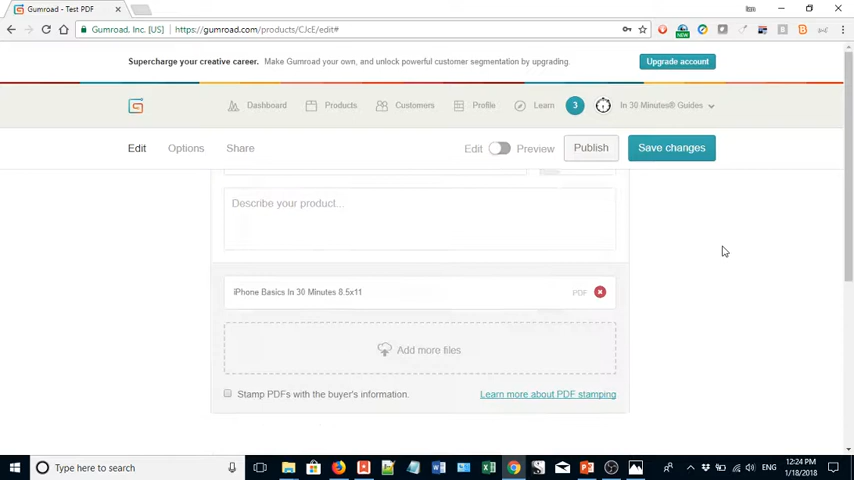 Gumroad - Test PDF
Gumroad, Inc. [US] https://gumroad.com/products/CJcE/edit#
Supercharge your creative career. Make Gumroad your own, and unlock powerful customer segmentation by upgrading.
Upgrade account
Dashboard Products Customers Profile Learn 3 In 30 Minutes® Guides
Edit Options Share Edit Preview Publish Save changes
Describe your product...
iPhone Basics In 30 Minutes 8.5x11 PDF
Add more files
Stamp PDFs with the buyer's information. Learn more about PDF stamping
Type here to search
ENG
12:24 PM
1/18/2018